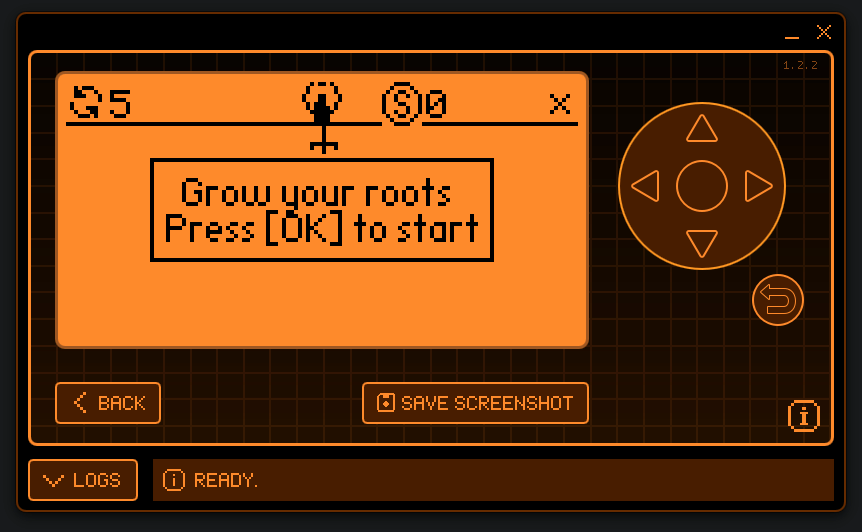 1.2.2
5
S 0
Grow your roots
Press [OK] to start
BACK
SAVE SCREENSHOT
i
LOGS
i READY.